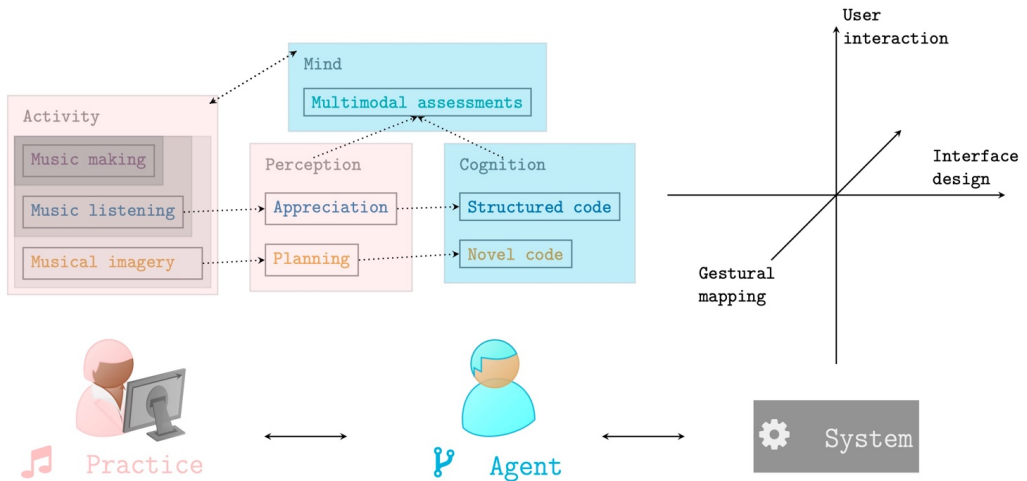 User
interaction
Mind
Multimodal assessments
Activity
Music making
Music listening
Musical imagery
Perception
Appreciation
Planning
Cognition
Structured code
Novel code
Interface
design
Gestural
mapping
Practice
Agent
System